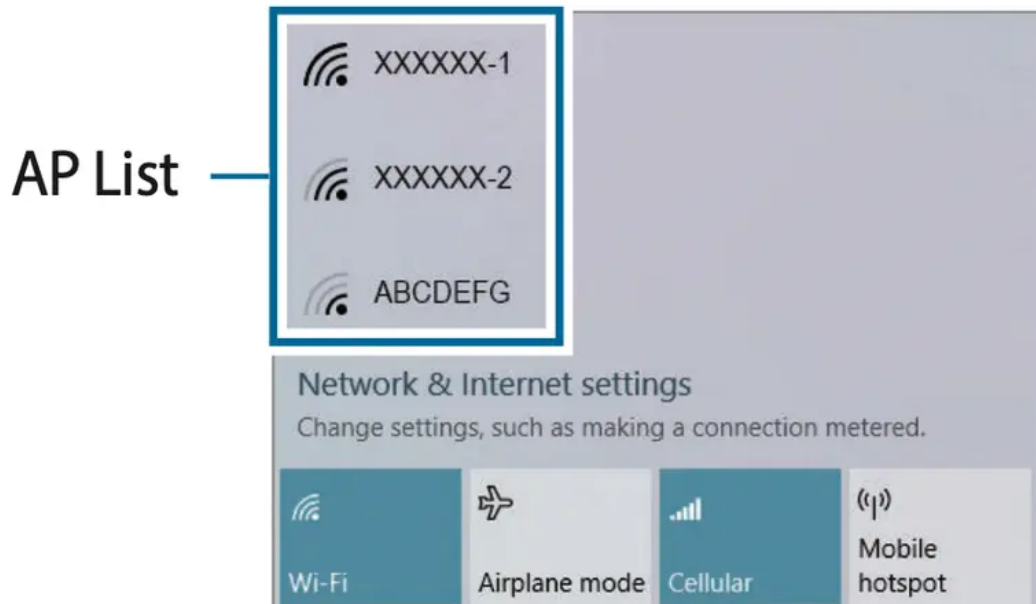 AP List
XXXXXX-1
XXXXXX-2
ABCDEFG
Network & Internet settings
Change settings, such as making a connection metered.
Wi-Fi
Airplane mode
Cellular
Mobile
hotspot